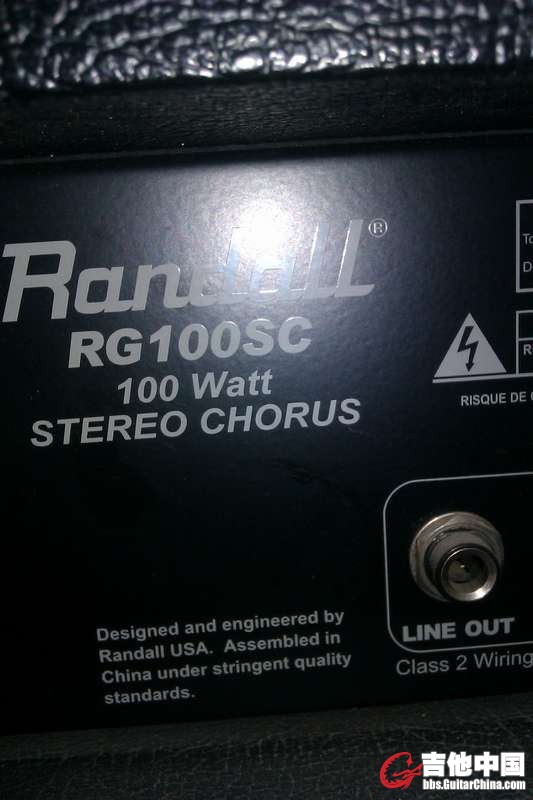 Randall®
RG100SC
100 Watt
STEREO CHORUS
To
D
R
RISQUE DE
LINE OUT
Class 2 Wiring
Designed and engineered by
Randall USA. Assembled in
China under stringent quality
standards.
吉他中国
bbs.GuitarChina.com